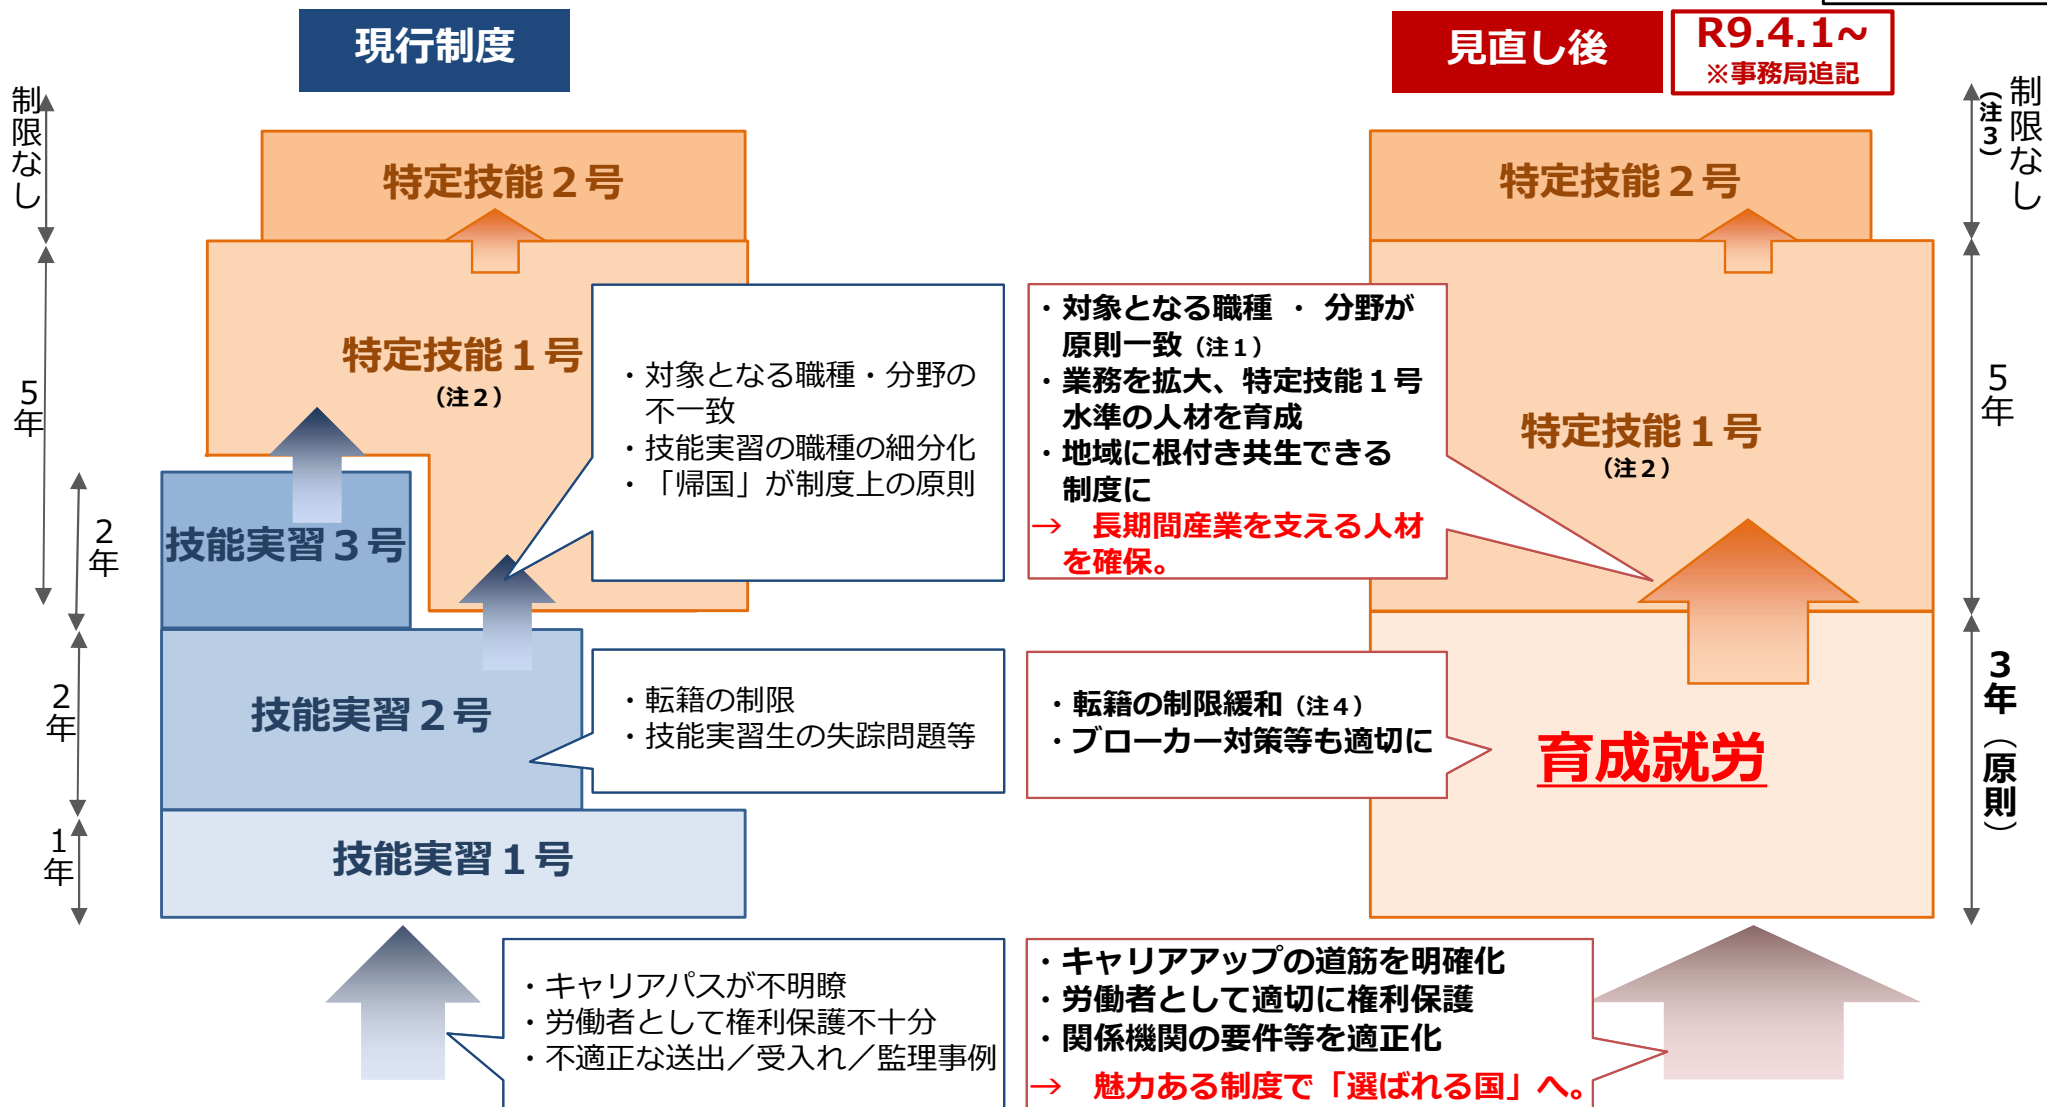 現行制度
制限なし
5年
2年
2年
1年
特定技能２号
特定技能１号
（注２）
技能実習３号
技能実習２号
技能実習１号
・対象となる職種・分野の
不一致
・技能実習の職種の細分化
・「帰国」が制度上の原則
・転籍の制限
・技能実習生の失踪問題等
・キャリアパスが不明瞭
・労働者として権利保護不十分
・不適正な送出／受入れ／監理事例
見直し後
R9.4.1~
※事務局追記
制限なし
（注３）
5年
3年（原則）
特定技能２号
特定技能１号
（注２）
育成就労
・対象となる職種 ・ 分野が
原則一致（注１）
・業務を拡大、特定技能１号
水準の人材を育成
・地域に根付き共生できる
制度に
→ 長期間産業を支える人材
を確保。
・転籍の制限緩和（注４）
・ブローカー対策等も適切に
・キャリアアップの道筋を明確化
・労働者として適切に権利保護
・関係機関の要件等を適正化
→ 魅力ある制度で「選ばれる国」へ。